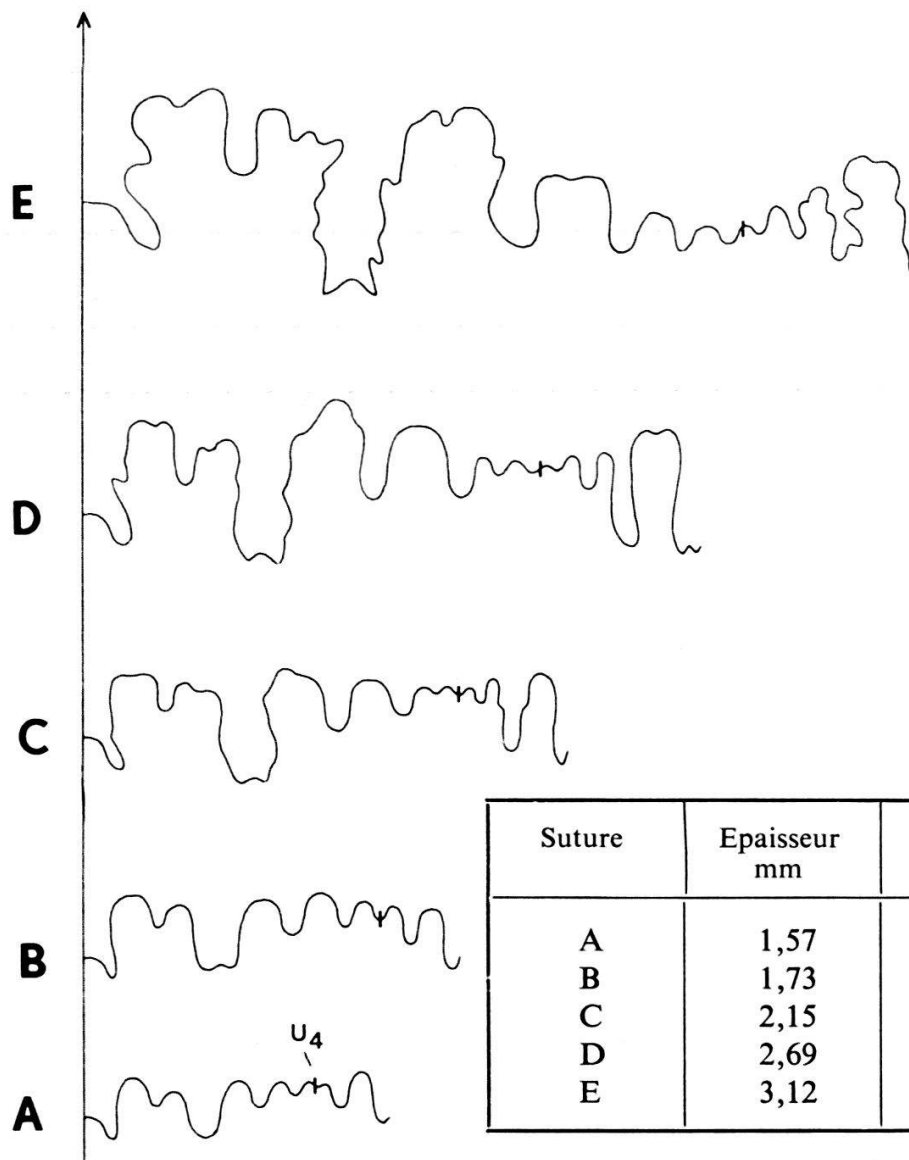 E
D
C
B
U4
A
Suture Epaisseur
mm
A 1,57
B 1,73
C 2,15
D 2,69
E 3,12